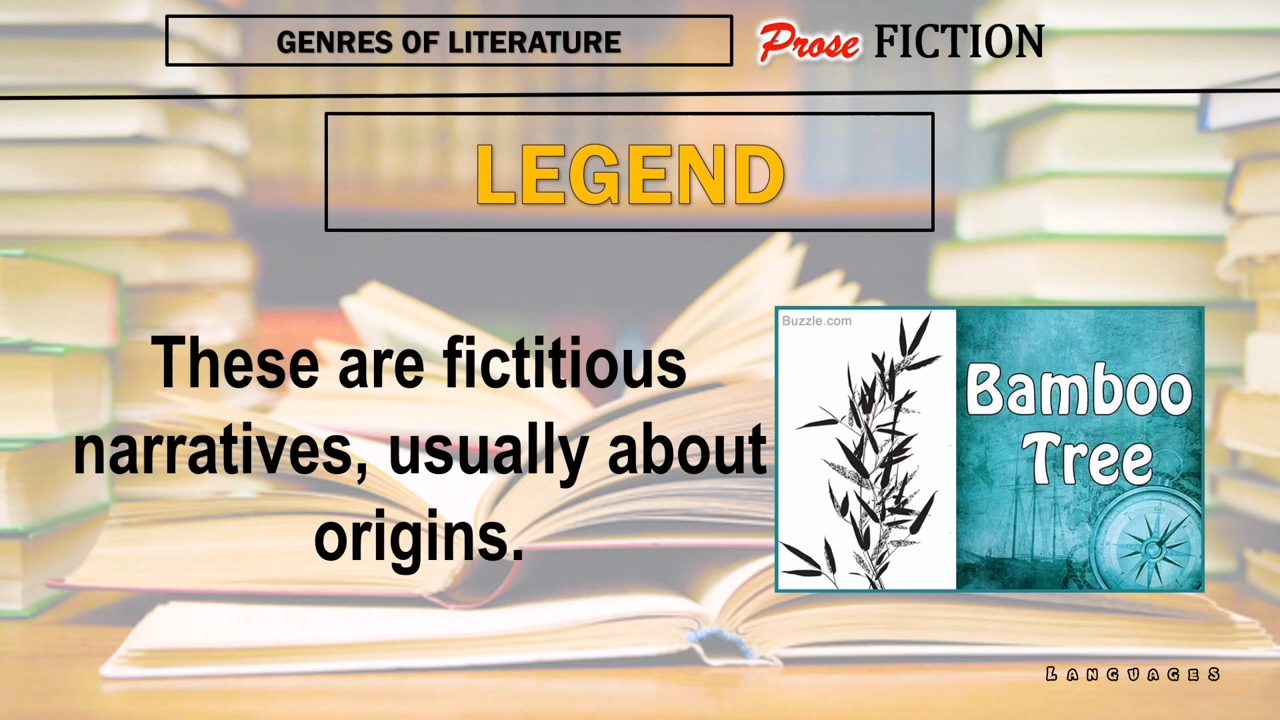 GENRES OF LITERATURE
Prose FICTION
LEGEND
These are fictitious
narratives, usually about
origins.
Buzzle.com
Bamboo
Tree
LANGUAGES